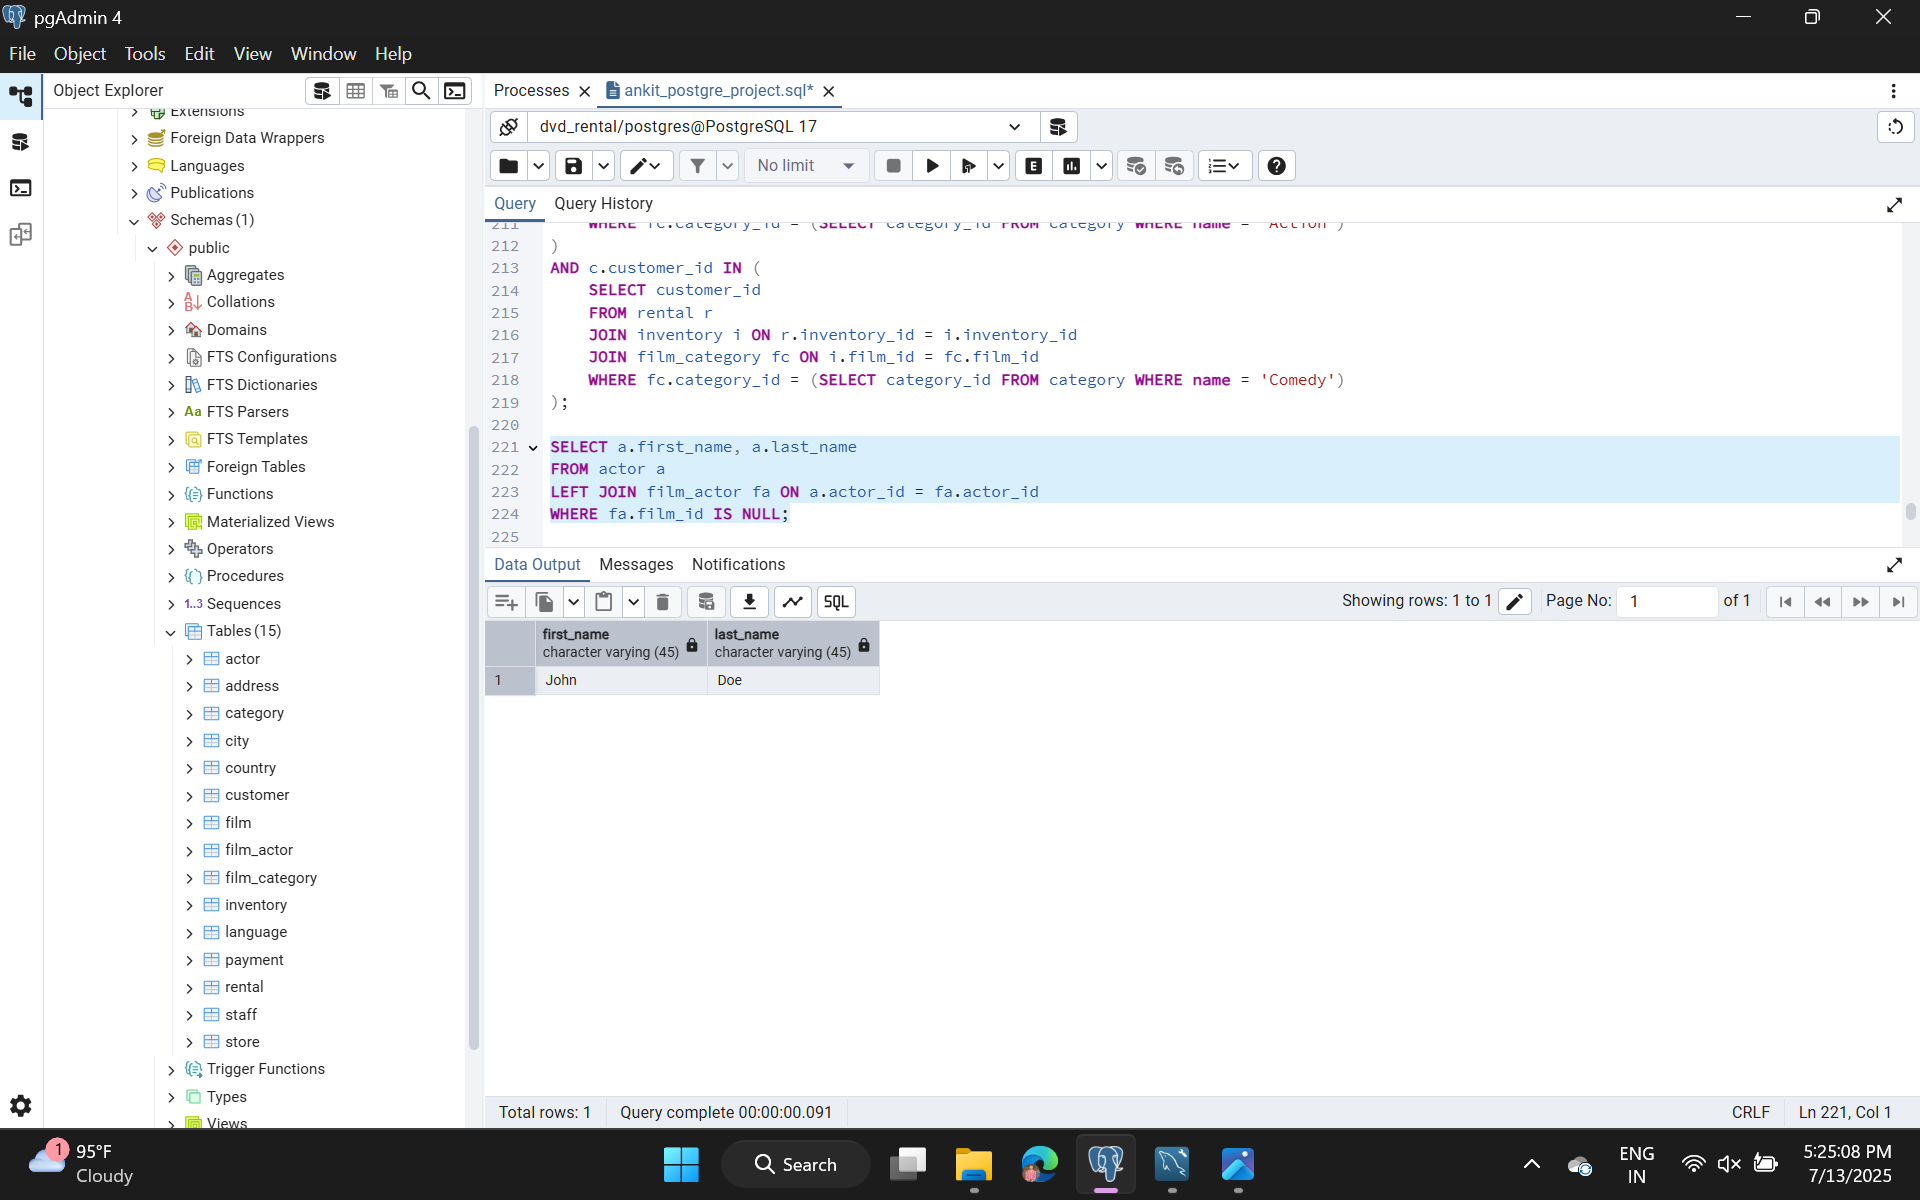 pgAdmin 4
File Object Tools Edit View Window Help
Object Explorer
Processes
ankit_postgre_project.sql*
dvd_rental/postgres@PostgreSQL 17
No limit
E
Query
Query History
Extensions
Foreign Data Wrappers
Languages
Publications
Schemas (1)
public
Aggregates
Collations
Domains
FTS Configurations
FTS Dictionaries
Aa FTS Parsers
FTS Templates
Foreign Tables
Functions
Materialized Views
Operators
Procedures
1..3 Sequences
Tables (15)
actor
address
category
city
country
customer
film
film_actor
film_category
inventory
language
payment
rental
staff
store
Trigger Functions
Types
Views
211 WHERE fc.category_id = (SELECT category_id FROM category WHERE name = 'Action')
212 )
213 AND c.customer_id IN (
214 SELECT customer_id
215 FROM rental r
216 JOIN inventory i ON r.inventory_id = i.inventory_id
217 JOIN film_category fc ON i.film_id = fc.film_id
218 WHERE fc.category_id = (SELECT category_id FROM category WHERE name = 'Comedy')
219 );
220
221 SELECT a.first_name, a.last_name
222 FROM actor a
223 LEFT JOIN film_actor fa ON a.actor_id = fa.actor_id
224 WHERE fa.film_id IS NULL;
225
Data Output Messages Notifications
SQL
Showing rows: 1 to 1
Page No: 1 of 1
first_name
character varying (45)
last_name
character varying (45)
1 John Doe
Total rows: 1
Query complete 00:00:00.091
CRLF
Ln 221, Col 1
1
95°F
Cloudy
Search
ENG
IN
5:25:08 PM
7/13/2025